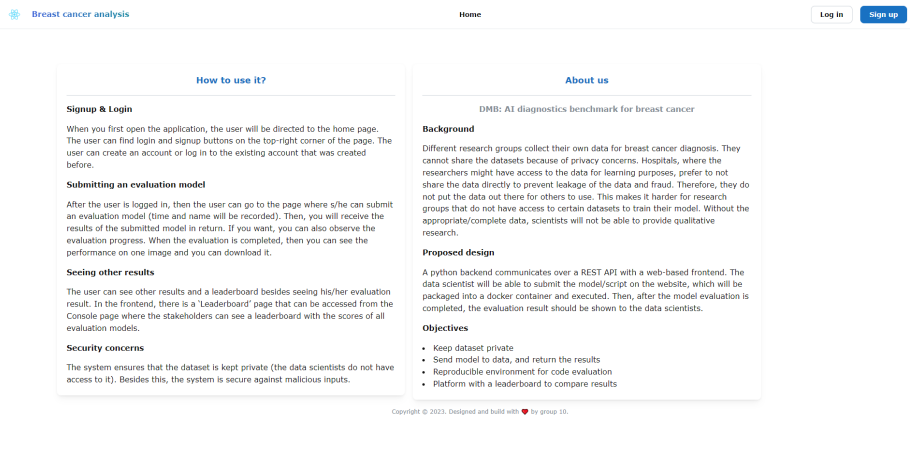 Breast cancer analysis
Home
Log in
Sign up
How to use it?
Signup & Login
When you first open the application, the user will be directed to the home page.
The user can find login and signup buttons on the top-right corner of the page. The
user can create an account or log in to the existing account that was created
before.
Submitting an evaluation model
After the user is logged in, then the user can go to the page where s/he can submit
an evaluation model (time and name will be recorded). Then, you will receive the
results of the submitted model in return. If you want, you can also observe the
evaluation progress. When the evaluation is completed, then you can see the
performance on one image and you can download it.
Seeing other results
The user can see other results and a leaderboard besides seeing his/her evaluation
result. In the frontend, there is a 'Leaderboard' page that can be accessed from the
Console page where the stakeholders can see a leaderboard with the scores of all
evaluation models.
Security concerns
The system ensures that the dataset is kept private (the data scientists do not have
access to it). Besides this, the system is secure against malicious inputs.
About us
DMB: AI diagnostics benchmark for breast cancer
Background
Different research groups collect their own data for breast cancer diagnosis. They
cannot share the datasets because of privacy concerns. Hospitals, where the
researchers might have access to the data for learning purposes, prefer to not
share the data directly to prevent leakage of the data and fraud. Therefore, they do
not put the data out there for others to use. This makes it harder for research
groups that do not have access to certain datasets to train their model. Without the
appropriate/complete data, scientists will not be able to provide qualitative
research.
Proposed design
A python backend communicates over a REST API with a web-based frontend. The
data scientist will be able to submit the model/script on the website, which will be
packaged into a docker container and executed. Then, after the model evaluation is
completed, the evaluation result should be shown to the data scientists.
Objectives
• Keep dataset private
• Send model to data, and return the results
• Reproducible environment for code evaluation
• Platform with a leaderboard to compare results
Copyright © 2023. Designed and build with ❤ by group 10.